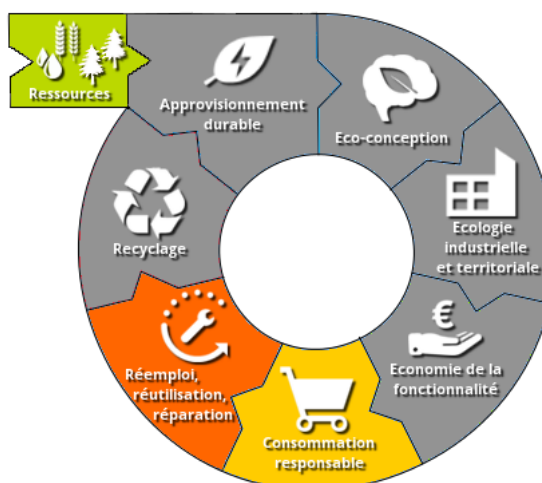 Ressources
Approvisionnement
durable
Eco-conception
Ecologie
industrielle
et territoriale
€
Economie de la
fonctionnalité
Consommation
responsable
Réemploi,
réutilisation,
réparation
Recyclage